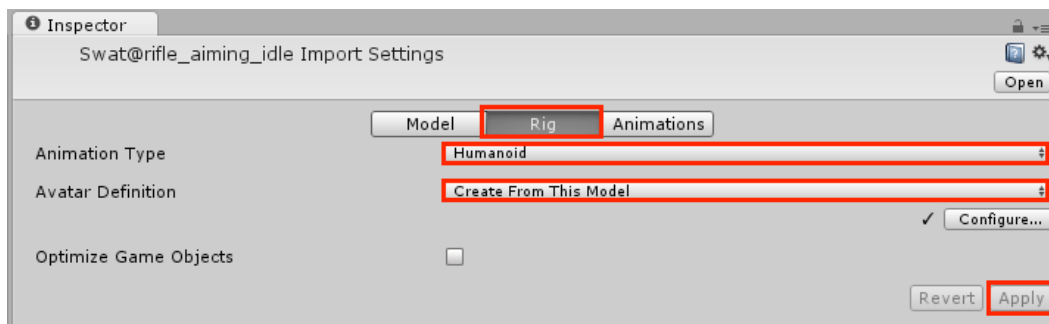 Inspector
Swat@rifle_aiming_idle Import Settings
Open
Model Rig Animations
Animation Type Humanoid
Avatar Definition Create From This Model
✓ Configure...
Optimize Game Objects
Revert Apply